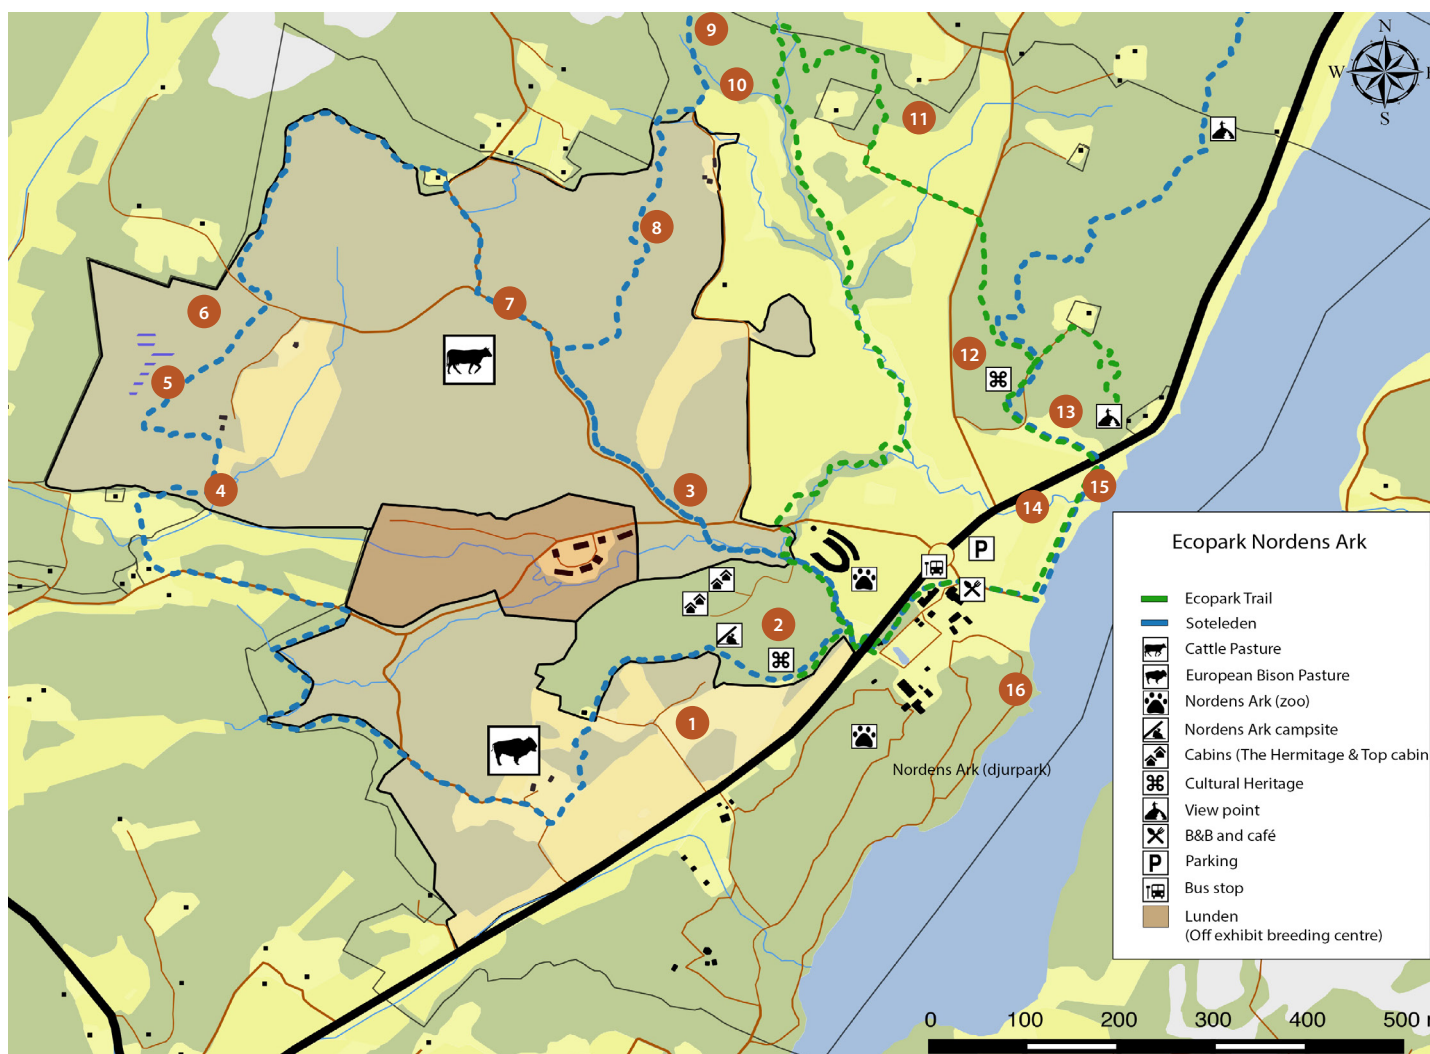 9
N
W
S
10
11
8
6
7
12
5
13
4
3
15
14
P
Ecopark Nordens Ark
Ecopark Trail
Soteleden
Cattle Pasture
European Bison Pasture
Nordens Ark (zoo)
Nordens Ark campsite
Cabins (The Hermitage & Top cabin
Cultural Heritage
View point
B&B and café
P Parking
Bus stop
Lunden
(Off exhibit breeding centre)
2
16
1
Nordens Ark (djurpark)
0 100 200 300 400 500